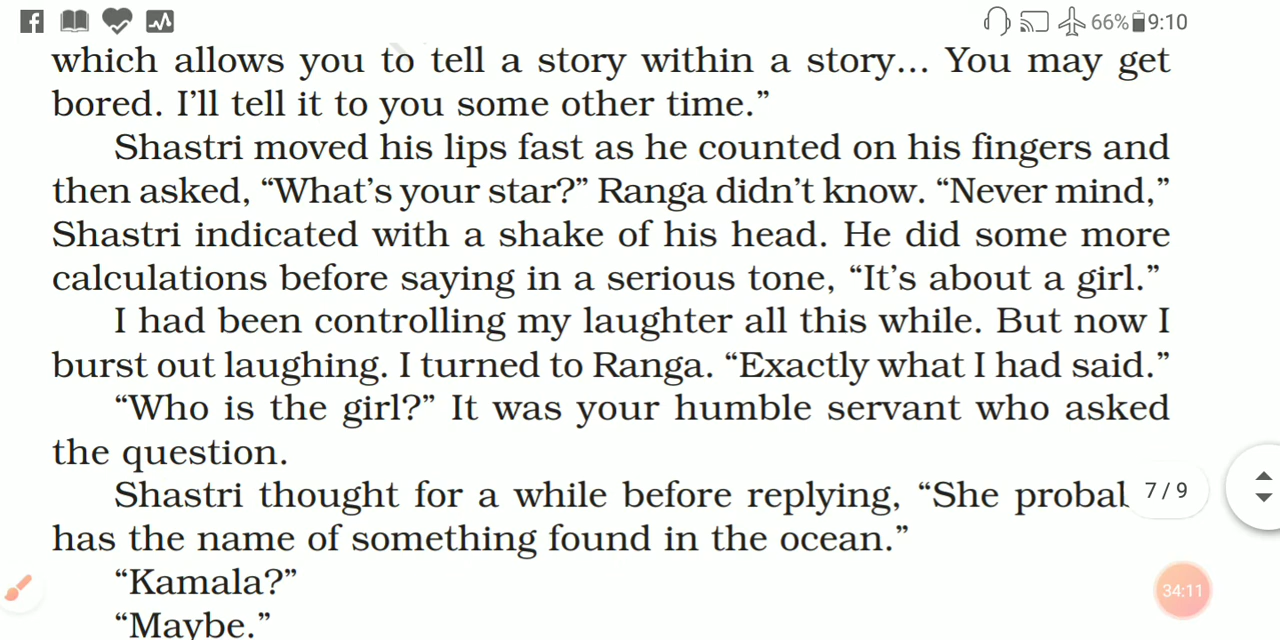 66% 9:10
which allows you to tell a story within a story... You may get
bored. I’ll tell it to you some other time.”
Shastri moved his lips fast as he counted on his fingers and
then asked, “What’s your star?” Ranga didn’t know. “Never mind,”
Shastri indicated with a shake of his head. He did some more
calculations before saying in a serious tone, “It’s about a girl.”
I had been controlling my laughter all this while. But now I
burst out laughing. I turned to Ranga. “Exactly what I had said.”
“Who is the girl?” It was your humble servant who asked
the question.
Shastri thought for a while before replying, “She probal
7 / 9
has the name of something found in the ocean.”
“Kamala?”
34:11
“Maybe.”